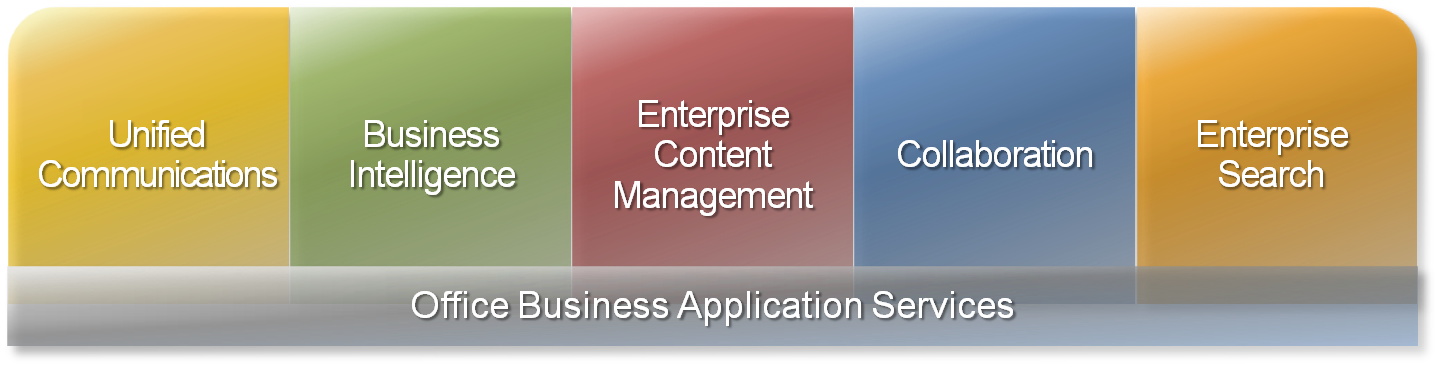 Unified
Communications
Business
Intelligence
Enterprise
Content
Management
Collaboration
Enterprise
Search
Office Business Application Services